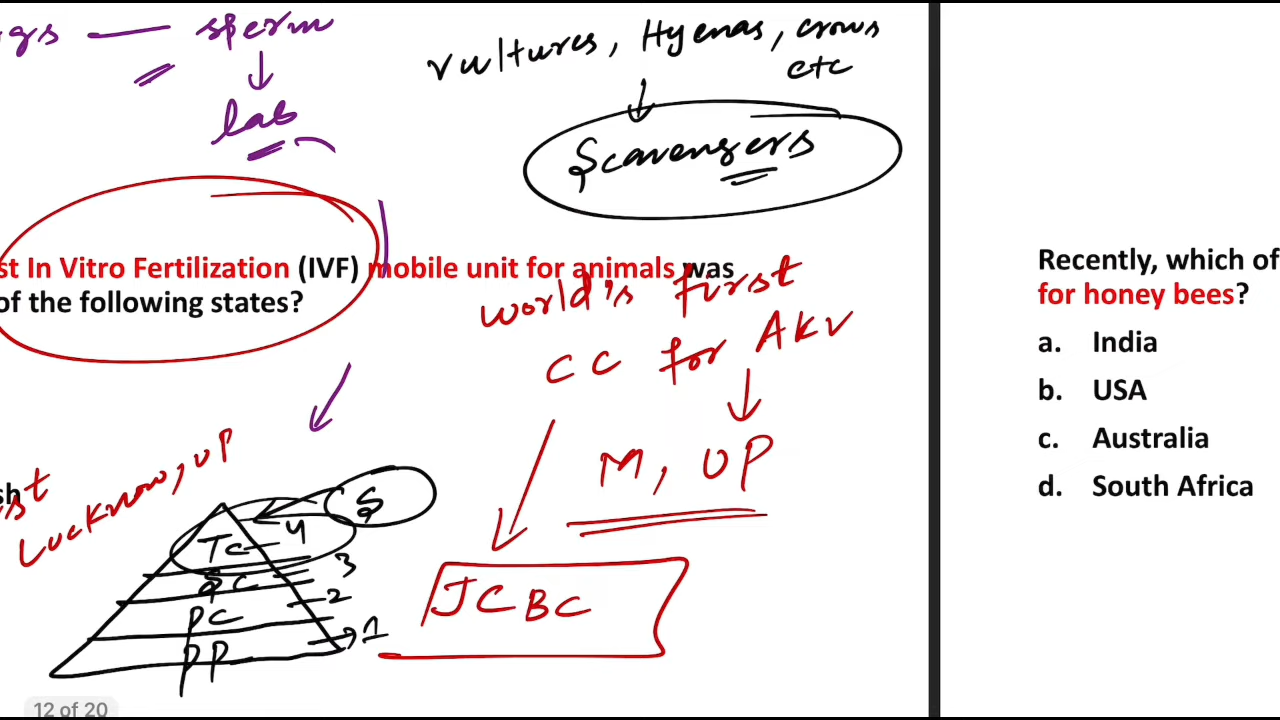 gs — sperm
lab
vultures, Hyenas, crows
etc
Scavengers
st In Vitro Fertilization (IVF) mobile unit for animals was
of the following states?
world's first
CC for AKV
M, UP
JCBC
Lucknow, UP
st
sh
S
TC 4
SC 3
PC 2
PP 1
12 of 20
Recently, which of
for honey bees?
a. India
b. USA
c. Australia
d. South Africa